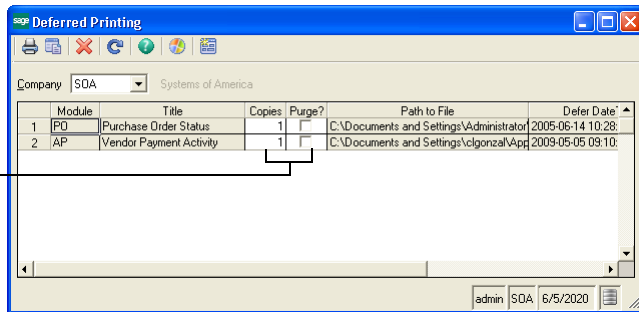 sage Deferred Printing
Company SOA Systems of America
Module Title Copies Purge? Path to File Defer Date
1 PO Purchase Order Status 1 C:\Documents and Settings\Administrator 2005-06-14 10:28:
2 AP Vendor Payment Activity 1 C:\Documents and Settings\clgonzal\App 2009-05-05 09:10:
admin SOA 6/5/2020